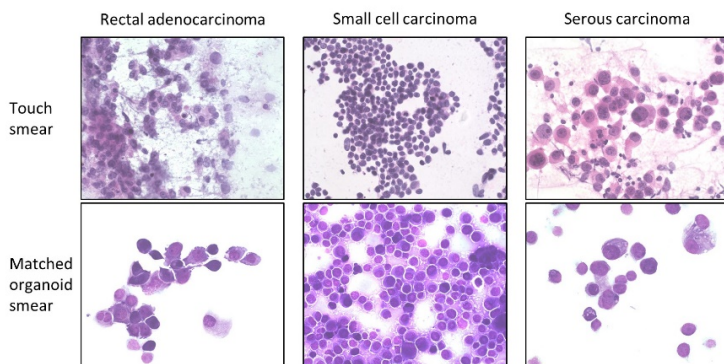 Rectal adenocarcinoma
Small cell carcinoma
Serous carcinoma
Touch
smear
Matched
organoid
smear